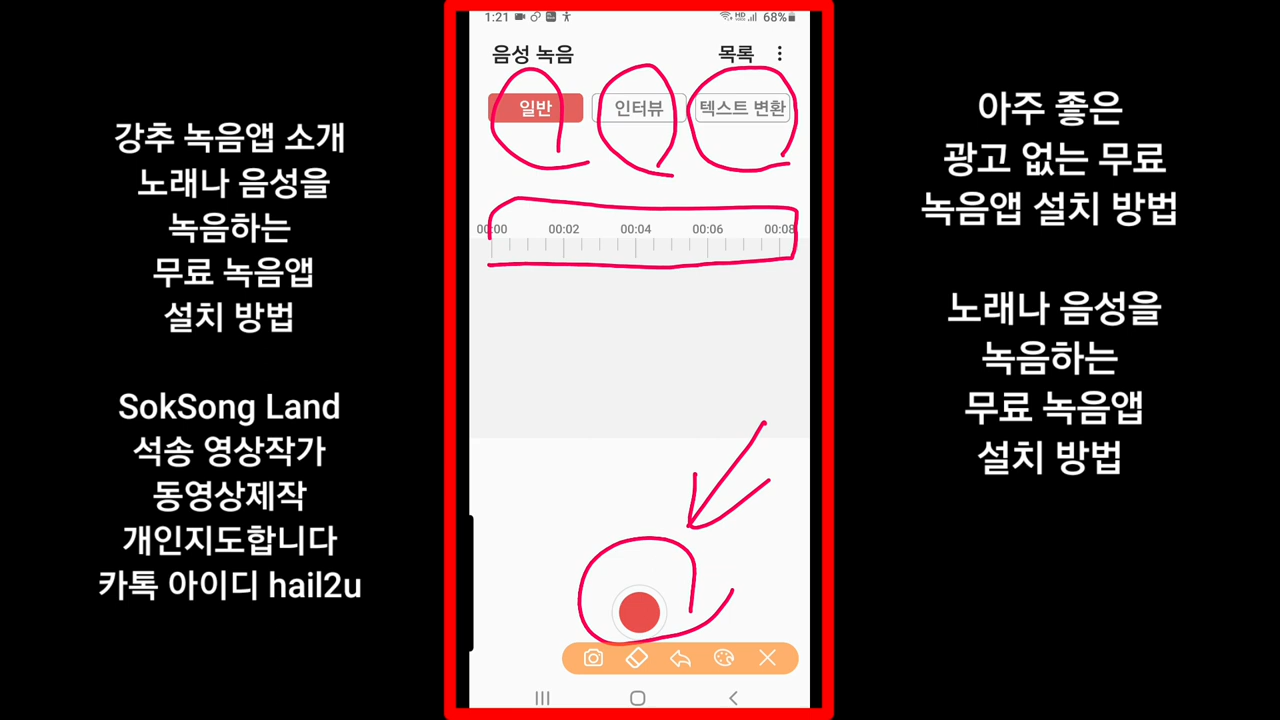 강추 녹음앱 소개
노래나 음성을
녹음하는
무료 녹음앱
설치 방법
SokSong Land
석송 영상작가
동영상제작
개인지도합니다
카톡 아이디 hail2u
1:21
68%
음성 녹음
목록
일반
인터뷰
텍스트 변환
00:00
00:02
00:04
00:06
00:08
아주 좋은
광고 없는 무료
녹음앱 설치 방법
노래나 음성을
녹음하는
무료 녹음앱
설치 방법